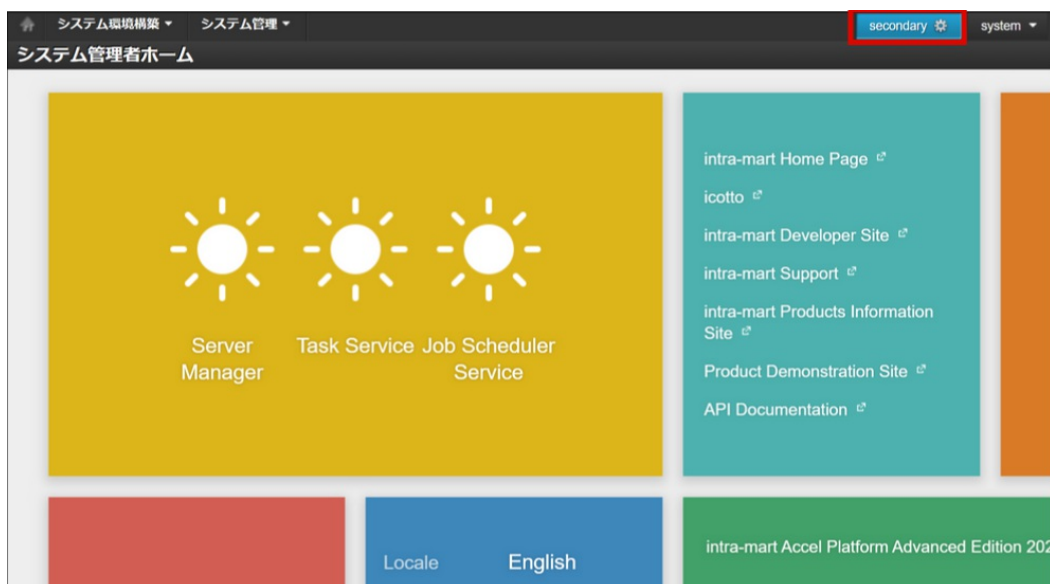 システム環境構築 システム管理 secondary system
システム管理者ホーム
Server Manager
Task Service
Job Scheduler Service
intra-mart Home Page
icotto
intra-mart Developer Site
intra-mart Support
intra-mart Products Information
Site
Product Demonstration Site
API Documentation
Locale English
intra-mart Accel Platform Advanced Edition